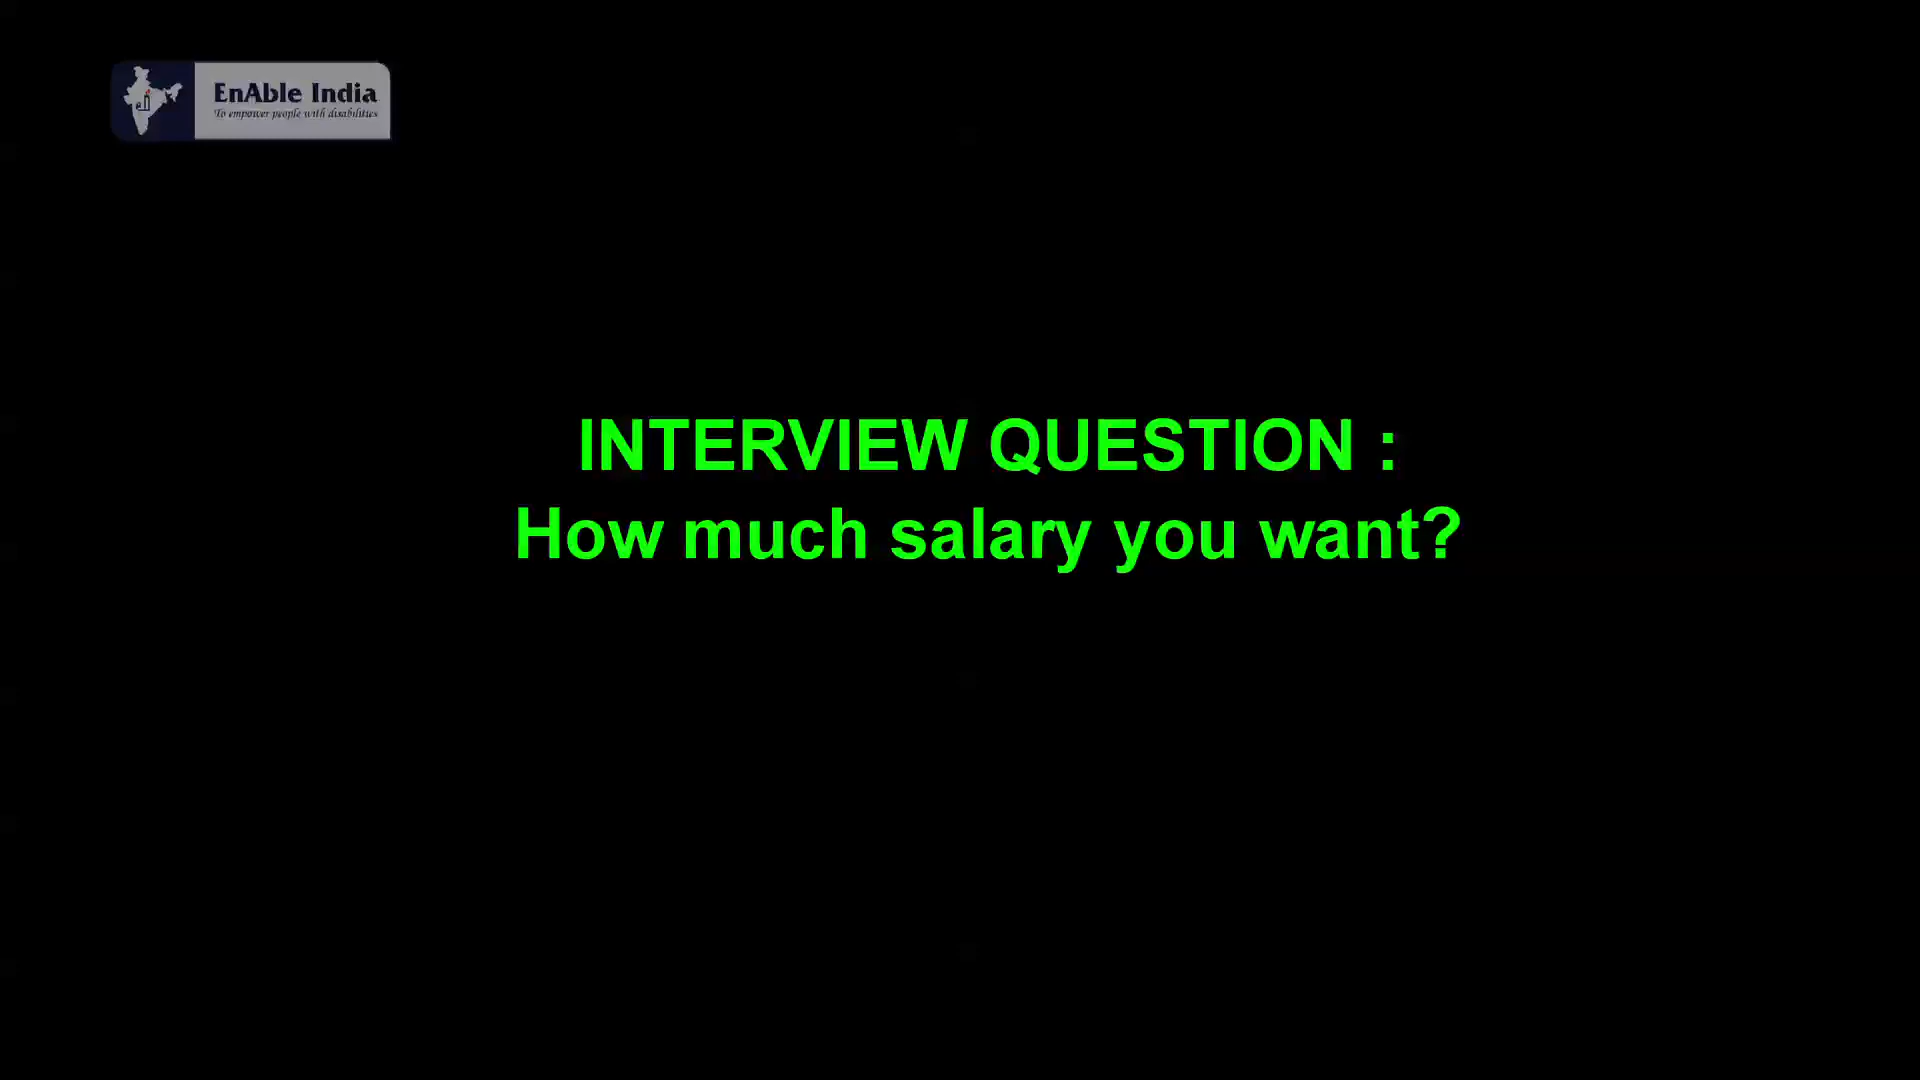 EnAble India
To empower people with disabilities
INTERVIEW QUESTION :
How much salary you want?